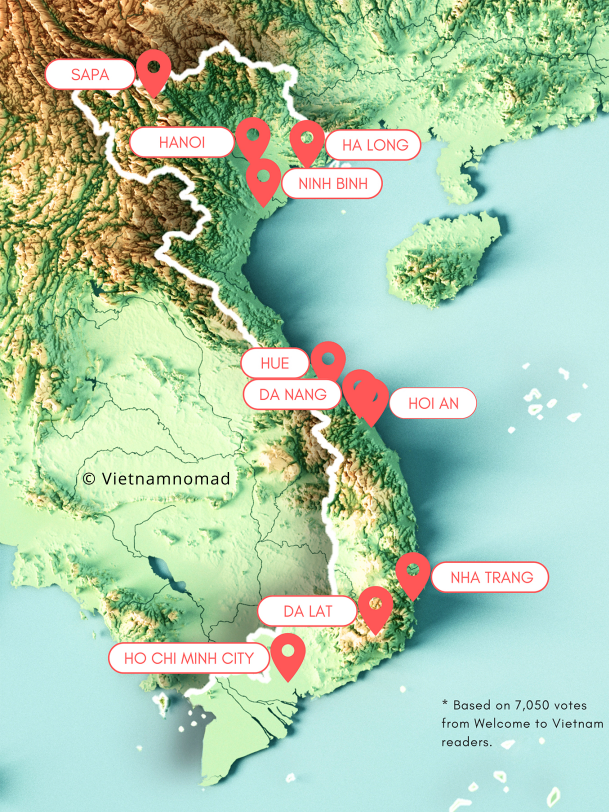 SAPA
HANOI
HA LONG
NINH BINH
HUE
DA NANG
HOI AN
© Vietnamnomad
NHA TRANG
DA LAT
HO CHI MINH CITY
* Based on 7,050 votes
from Welcome to Vietnam
readers.